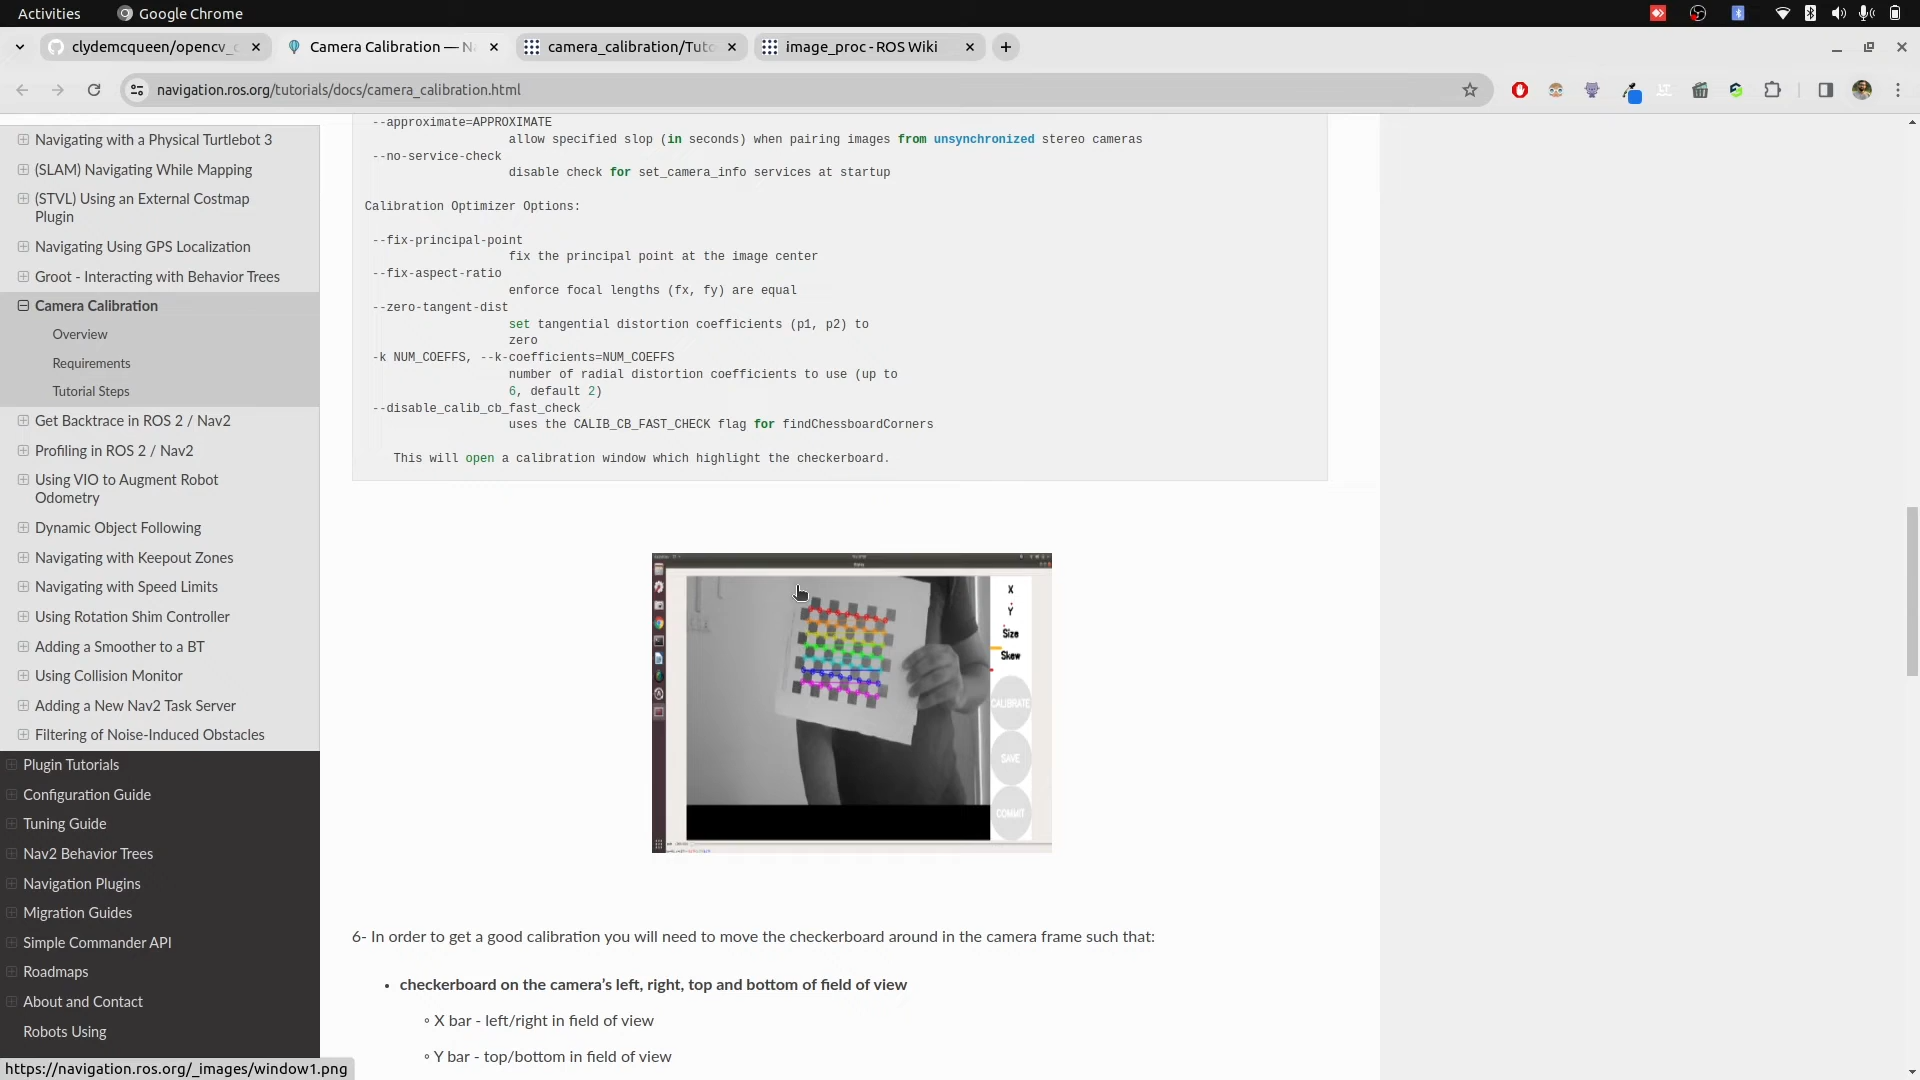 Activities
Google Chrome
clydemcqueen/opencv_c
Camera Calibration — N
camera_calibration/Tuto
image_proc - ROS Wiki
navigation.ros.org/tutorials/docs/camera_calibration.html
Navigating with a Physical Turtlebot 3
(SLAM) Navigating While Mapping
(STVL) Using an External Costmap
Plugin
Navigating Using GPS Localization
Groot - Interacting with Behavior Trees
Camera Calibration
Overview
Requirements
Tutorial Steps
Get Backtrace in ROS 2 / Nav2
Profiling in ROS 2 / Nav2
Using VIO to Augment Robot
Odometry
Dynamic Object Following
Navigating with Keepout Zones
Navigating with Speed Limits
Using Rotation Shim Controller
Adding a Smoother to a BT
Using Collision Monitor
Adding a New Nav2 Task Server
Filtering of Noise-Induced Obstacles
Plugin Tutorials
Configuration Guide
Tuning Guide
Nav2 Behavior Trees
Navigation Plugins
Migration Guides
Simple Commander API
Roadmaps
About and Contact
Robots Using
https://navigation.ros.org/_images/window1.png
--approximate=APPROXIMATE
allow specified slop (in seconds) when pairing images from unsynchronized stereo cameras
--no-service-check
disable check for set_camera_info services at startup
Calibration Optimizer Options:
--fix-principal-point
fix the principal point at the image center
--fix-aspect-ratio
enforce focal lengths (fx, fy) are equal
--zero-tangent-dist
set tangential distortion coefficients (p1, p2) to
zero
-k NUM_COEFFS, --k-coefficients=NUM_COEFFS
number of radial distortion coefficients to use (up to
6, default 2)
--disable_calib_cb_fast_check
uses the CALIB_CB_FAST_CHECK flag for findChessboardCorners
This will open a calibration window which highlight the checkerboard.
X
Y
Size
Skew
CALIBRATE
SAVE
COMMIT
6- In order to get a good calibration you will need to move the checkerboard around in the camera frame such that:
• checkerboard on the camera’s left, right, top and bottom of field of view
◦ X bar - left/right in field of view
◦ Y bar - top/bottom in field of view